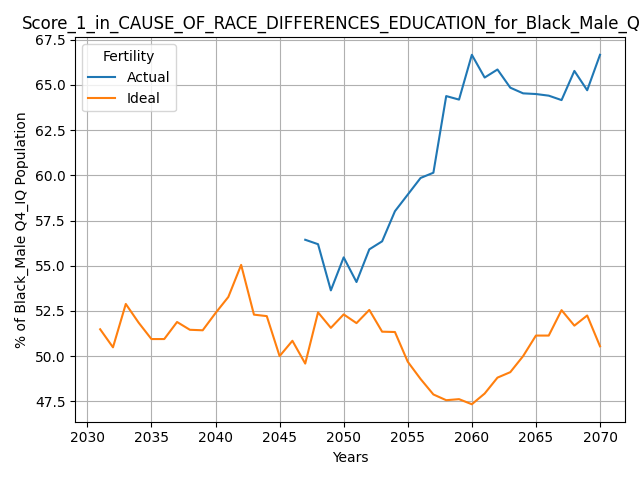 Score_1_in_CAUSE_OF_RACE_DIFFERENCES_EDUCATION_for_Black_Male_Q
Fertility
Actual
Ideal
% of Black_Male Q4_IQ Population
67.5
65.0
62.5
60.0
57.5
55.0
52.5
50.0
47.5
2030 2035 2040 2045 2050 2055 2060 2065 2070
Years